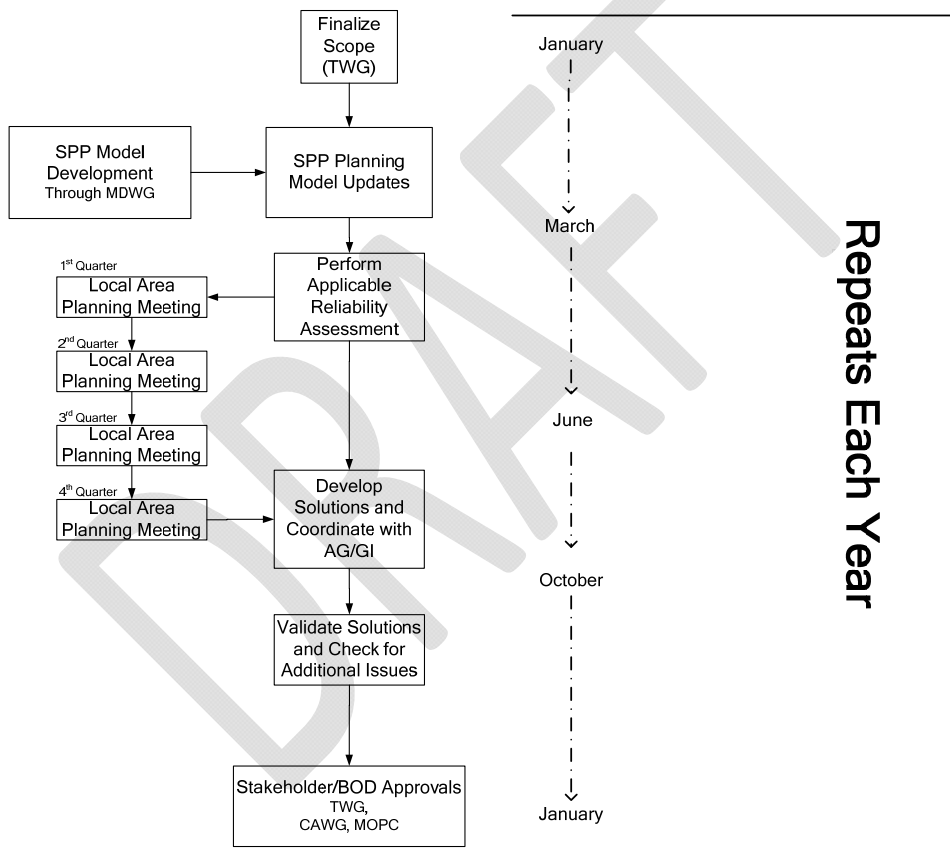 Finalize
Scope
(TWG)
January
SPP Model
Development
Through MDWG
SPP Planning
Model Updates
March
1st Quarter
Local Area
Planning Meeting
Perform
Applicable
Reliability
Assessment
2nd Quarter
Local Area
Planning Meeting
June
3rd Quarter
Local Area
Planning Meeting
4th Quarter
Local Area
Planning Meeting
Develop
Solutions and
Coordinate with
AG/GI
October
Validate Solutions
and Check for
Additional Issues
Stakeholder/BOD Approvals
TWG,
CAWG, MOPC
January
Repeats Each Year
DRAFT